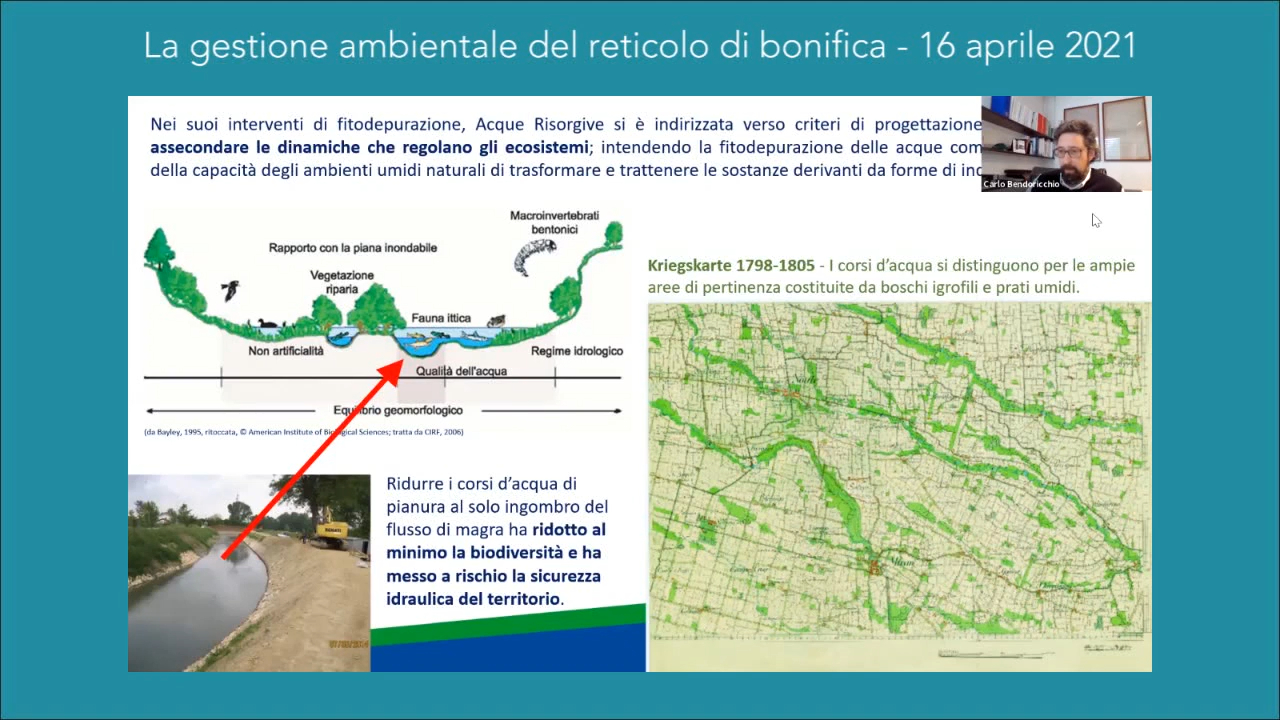 La gestione ambientale del reticolo di bonifica - 16 aprile 2021
Nei suoi interventi di fitodepurazione, Acque Risorgive si è indirizzata verso criteri di progettazione
assecondare le dinamiche che regolano gli ecosistemi; intendendo la fitodepurazione delle acque com
della capacità degli ambienti umidi naturali di trasformare e trattenere le sostanze derivanti da forme di inq
Carlo Bendoricchio
Macroinvertebrati
bentonici
Rapporto con la piana inondabile
Vegetazione
riparia
Fauna ittica
Non artificialità
Regime idrologico
Qualità dell'acqua
Equilibrio geomorfologico
(da Bayley, 1995, ritoccata, © American Institute of Biological Sciences; tratta da CIRF, 2006)
Kriegskarte 1798-1805 - I corsi d'acqua si distinguono per le ampie
aree di pertinenza costituite da boschi igrofili e prati umidi.
Ridurre i corsi d'acqua di
pianura al solo ingombro del
flusso di magra ha ridotto al
minimo la biodiversità e ha
messo a rischio la sicurezza
idraulica del territorio.